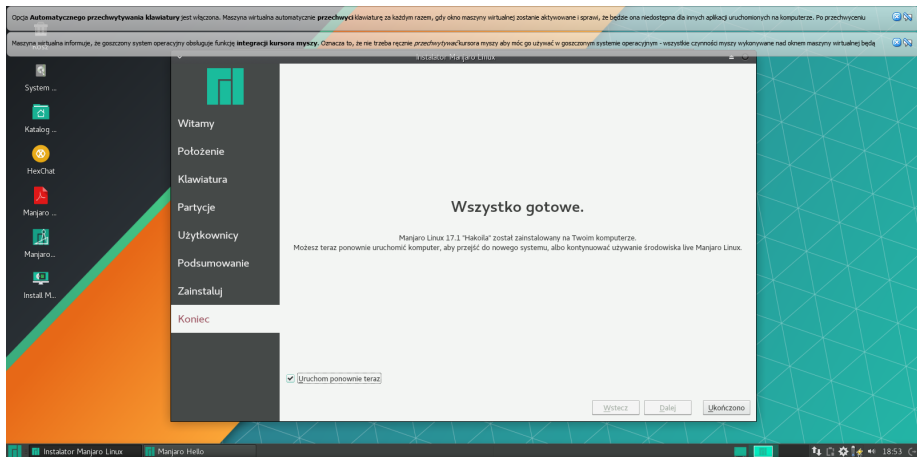 Opcja Automatycznego przechwytywania klawiatury jest włączona. Maszyna wirtualna automatycznie przechwyci klawiaturę za każdym razem, gdy okno maszyny wirtualnej zostanie aktywowane i sprawi, że będzie ona niedostępna dla innych aplikacji uruchomionych na komputerze. Po przechwyceniu
Maszyna wirtualna informuje, że goszczony system operacyjny obsługuje funkcję integracji kursora myszy. Oznacza to, że nie trzeba ręcznie przechwytywać kursora myszy aby móc go używać w goszczonym systemie operacyjnym - wszystkie czynności myszy wykonywane nad oknem maszyny wirtualnej będą
Instalator Manjaro Linux
System ...
Katalog ...
HexChat
Manjaro ...
Manjaro...
Install M...
Witamy
Położenie
Klawiatura
Partycje
Użytkownicy
Podsumowanie
Zainstaluj
Koniec
Wszystko gotowe.
Manjaro Linux 17.1 "Hakoila" został zainstalowany na Twoim komputerze.
Możesz teraz ponownie uruchomić komputer, aby przejść do nowego systemu, albo kontynuować używanie środowiska live Manjaro Linux.
Uruchom ponownie teraz
Wstecz
Dalej
Ukończono
Instalator Manjaro Linux
Manjaro Hello
18:53